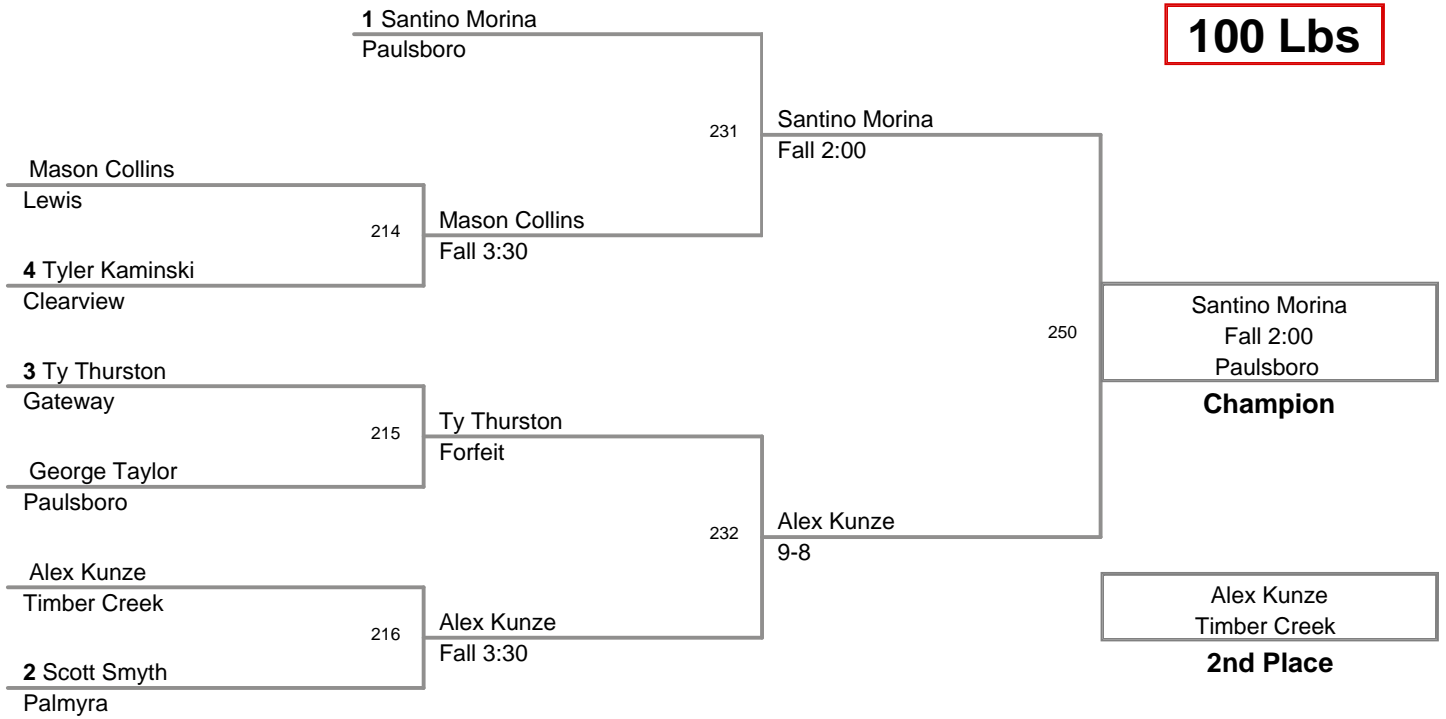 1 Santino Morina
Paulsboro
100 Lbs
231
Santino Morina
Fall 2:00
Mason Collins
Lewis
214
Mason Collins
Fall 3:30
4 Tyler Kaminski
Clearview
250
Santino Morina
Fall 2:00
Paulsboro
Champion
3 Ty Thurston
Gateway
215
Ty Thurston
Forfeit
George Taylor
Paulsboro
232
Alex Kunze
9-8
Alex Kunze
Timber Creek
216
Alex Kunze
Fall 3:30
2 Scott Smyth
Palmyra
Alex Kunze
Timber Creek
2nd Place